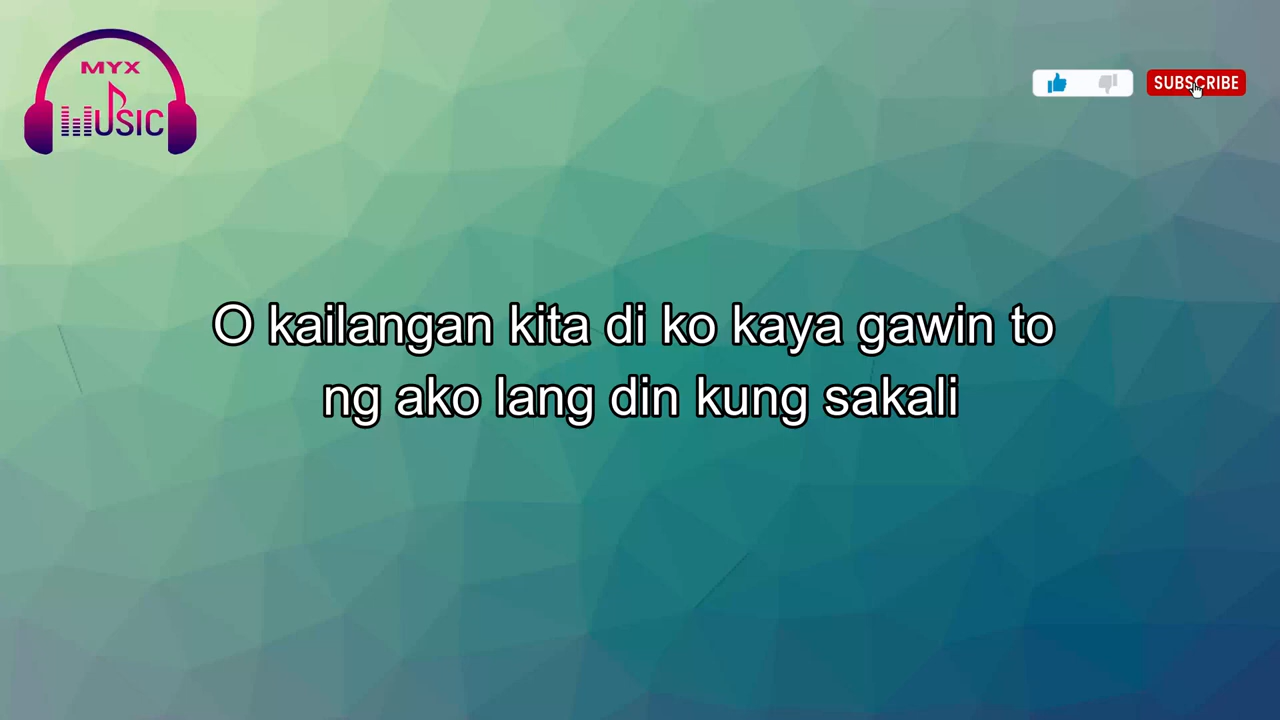 MYX
MUSIC
SUBSCRIBE
O kailangan kita di ko kaya gawin to
ng ako lang din kung sakali